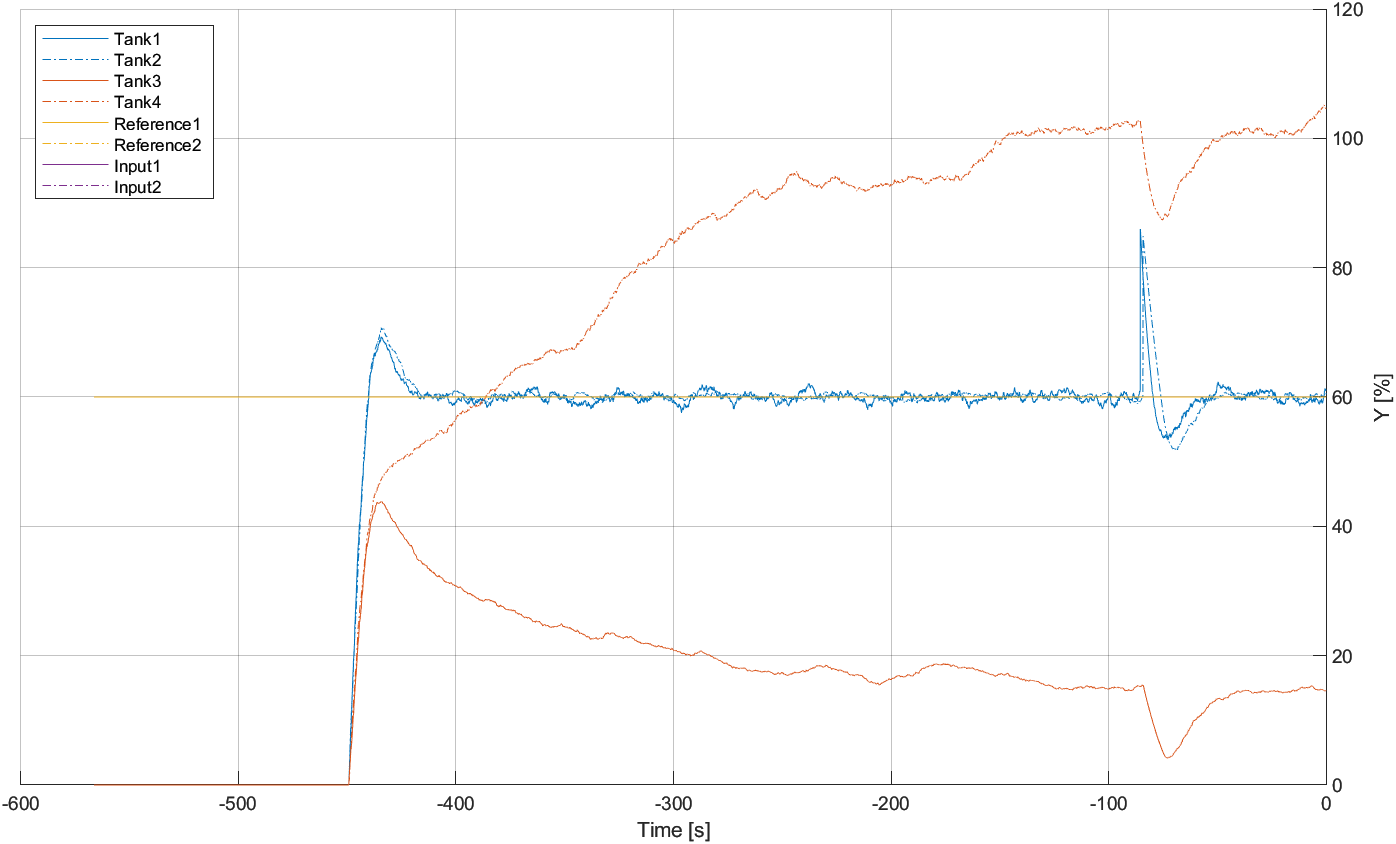 Tank1
Tank2
Tank3
Tank4
Reference1
Reference2
Input1
Input2
120
100
80
60
40
20
0
Y [%]
-600 -500 -400 -300 -200 -100 0
Time [s]